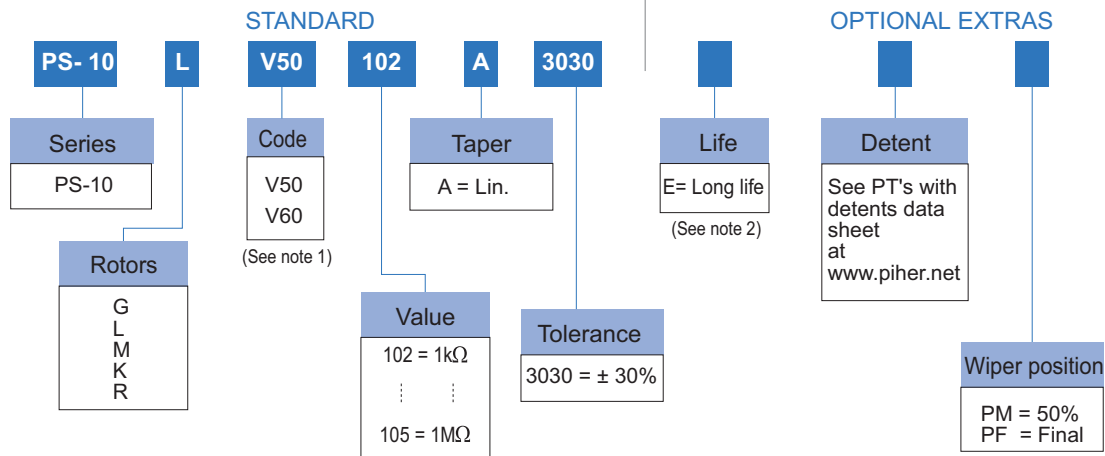 STANDARD
OPTIONAL EXTRAS
PS- 10
L
V50
102
A
3030
Series
PS-10
Rotors
G
L
M
K
R
Code
V50
V60
(See note 1)
Value
102 = 1kΩ
105 = 1MΩ
Taper
A = Lin.
Tolerance
3030 = ± 30%
Life
E= Long life
(See note 2)
Detent
See PT's with
detents data
sheet
at
www.piher.net
Wiper position
PM = 50%
PF = Final